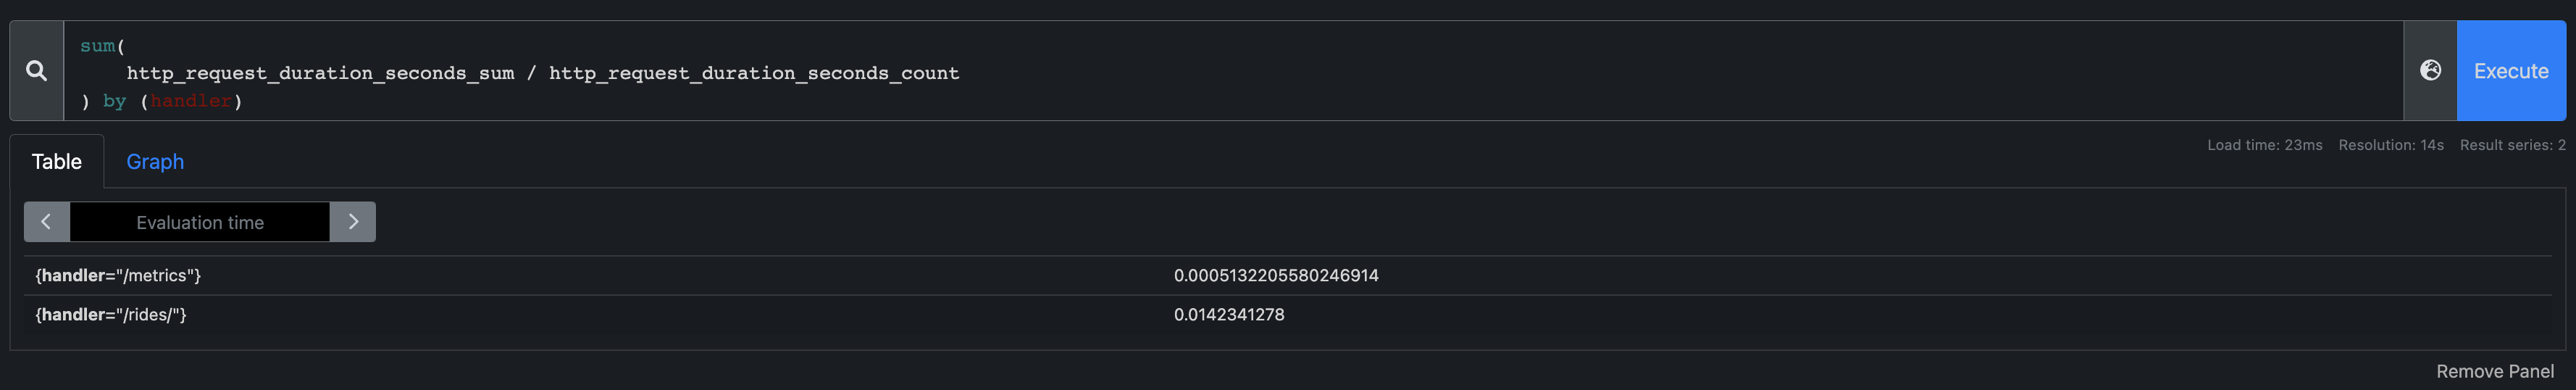 sum(
    http_request_duration_seconds_sum / http_request_duration_seconds_count
) by (handler)
Execute
Table Graph
Load time: 23ms Resolution: 14s Result series: 2
Evaluation time
{handler="/metrics"} 0.0005132205580246914
{handler="/rides/"} 0.0142341278
Remove Panel